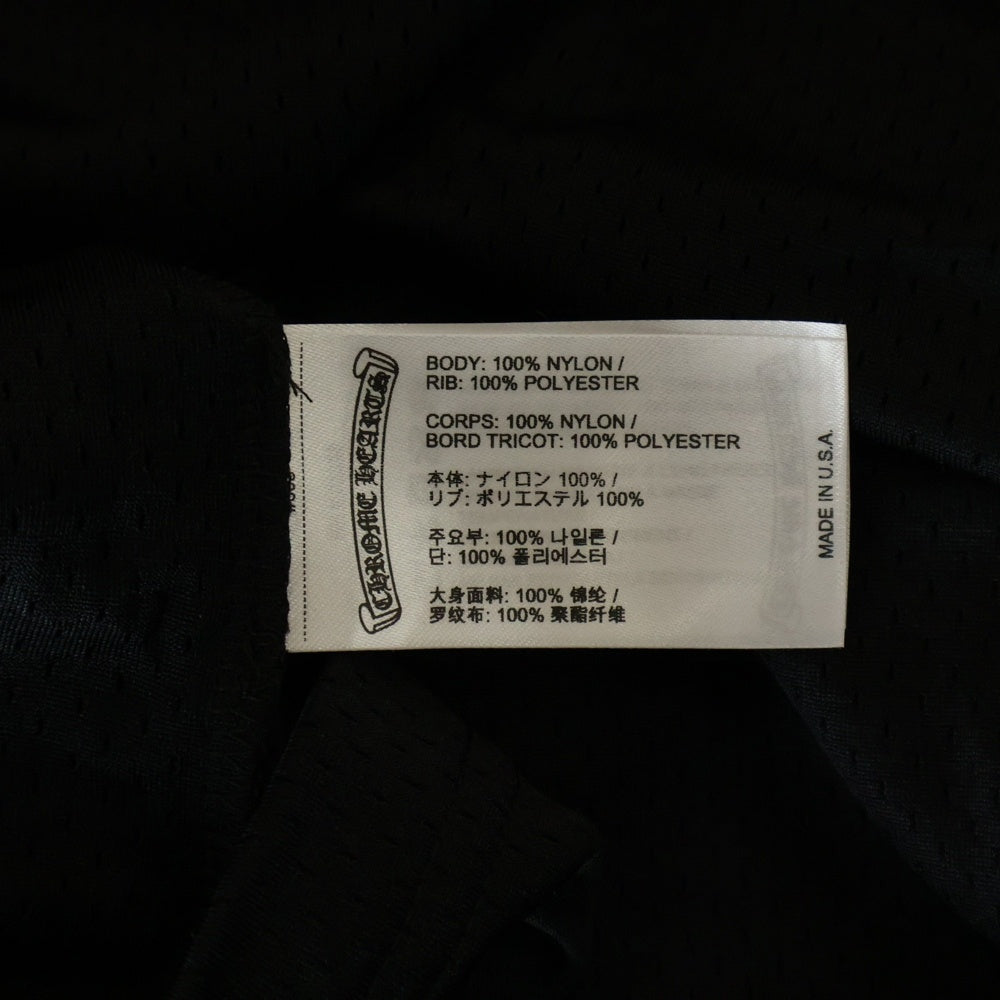 CHROME HEARTS
BODY: 100% NYLON /
RIB: 100% POLYESTER
CORPS: 100% NYLON /
BORD TRICOT: 100% POLYESTER
本体: ナイロン 100% /
リブ: ポリエステル 100%
주요부: 100% 나일론 /
단: 100% 폴리에스터
大身面料: 100% 锦纶 /
罗纹布: 100% 聚酯纤维
MADE IN U.S.A.